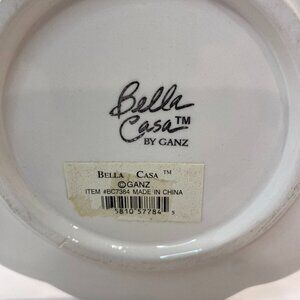 Bella
Casa™
BY GANZ
BELLA CASA ™
©GANZ
ITEM #BC7384 MADE IN CHINA
5810 57784 5